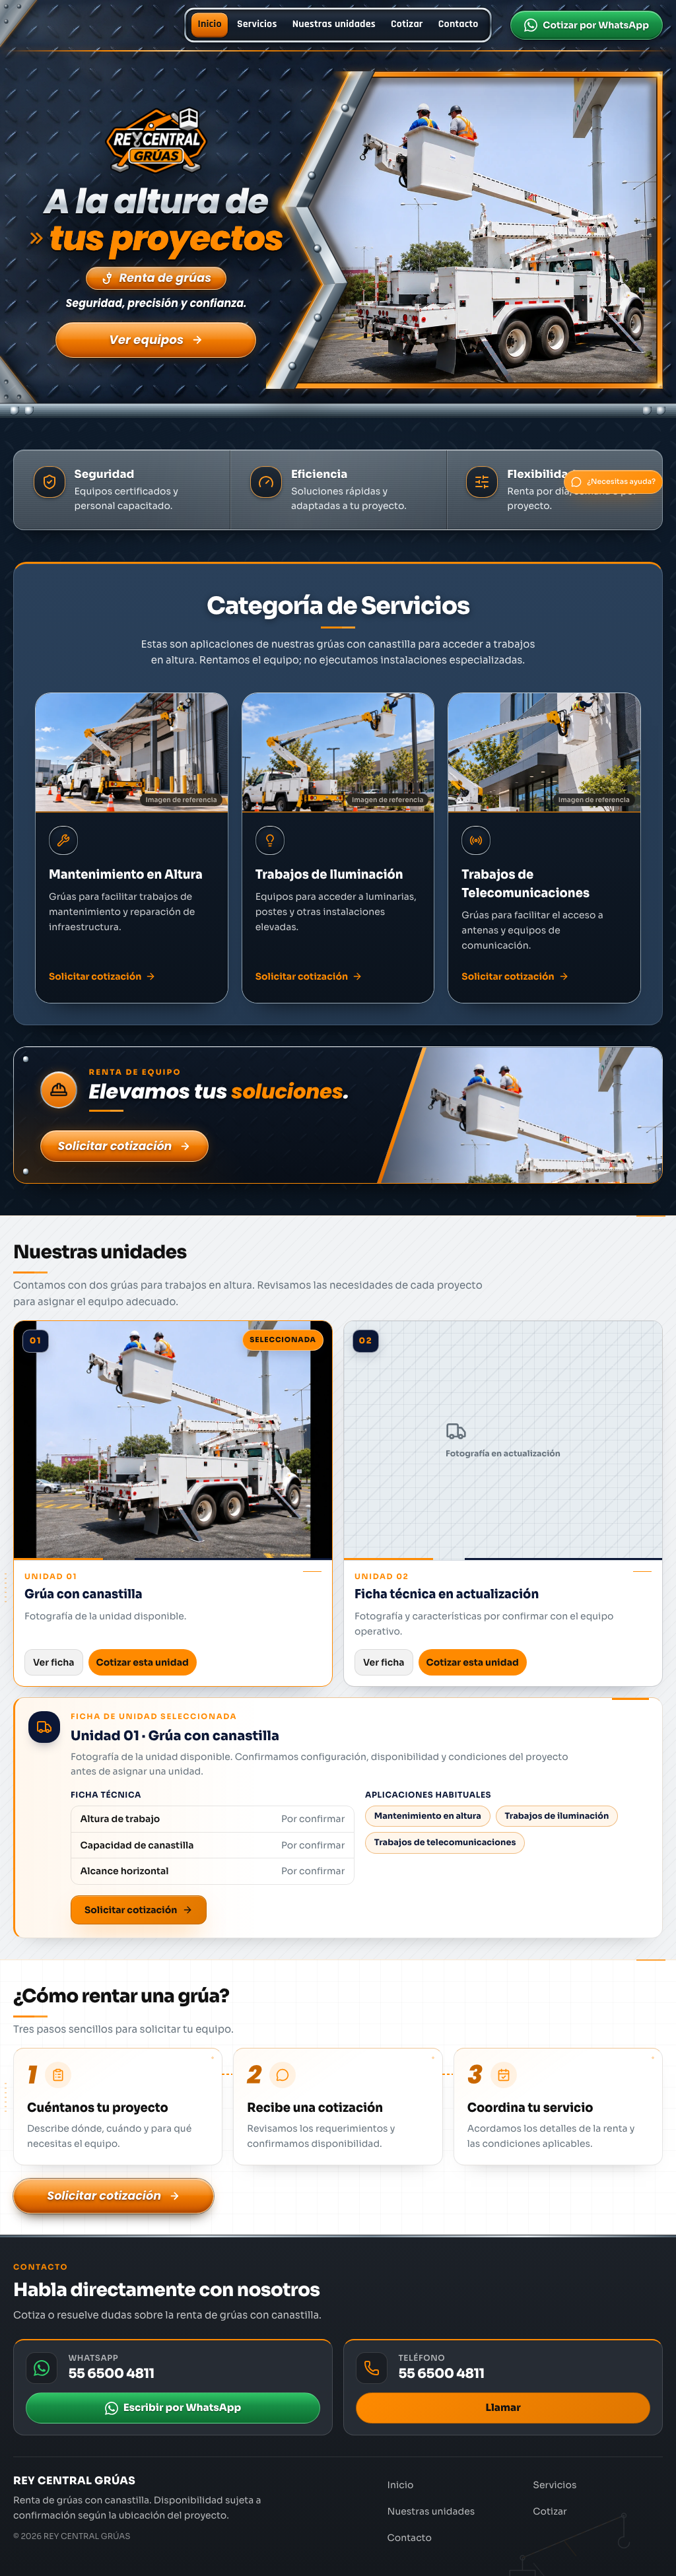 Inicio
Servicios
Nuestras unidades
Cotizar
Contacto
Cotizar por WhatsApp
REY CENTRAL
GRÚAS
A la altura de
» tus proyectos
Renta de grúas
Seguridad, precisión y confianza.
Ver equipos →
Seguridad
Equipos certificados y
personal capacitado.
Eficiencia
Soluciones rápidas y
adaptadas a tu proyecto.
Renta por día,
proyecto.
¿Necesitas ayuda?
Categoría de Servicios
Estas son aplicaciones de nuestras grúas con canastilla para acceder a trabajos
en altura. Rentamos el equipo; no ejecutamos instalaciones especializadas.
Imagen de referencia
Mantenimiento en Altura
Grúas para facilitar trabajos de
mantenimiento y reparación de
infraestructura.
Solicitar cotización →
Imagen de referencia
Trabajos de Iluminación
Equipos para acceder a luminarias,
postes y otras instalaciones
elevadas.
Solicitar cotización →
Imagen de referencia
Trabajos de
Telecomunicaciones
Grúas para facilitar el acceso a
antenas y equipos de
comunicación.
Solicitar cotización →
RENTA DE EQUIPO
Elevamos tus soluciones.
Solicitar cotización →
Nuestras unidades
Contamos con dos grúas para trabajos en altura. Revisamos las necesidades de cada proyecto
para asignar el equipo adecuado.
01
SELECCIONADA
UNIDAD 01
Grúa con canastilla
Fotografía de la unidad disponible.
Ver ficha
Cotizar esta unidad
02
Fotografía en actualización
UNIDAD 02
Ficha técnica en actualización
Fotografía y características por confirmar con el equipo
operativo.
Ver ficha
Cotizar esta unidad
FICHA DE UNIDAD SELECCIONADA
Unidad 01 · Grúa con canastilla
Fotografía de la unidad disponible. Confirmamos configuración, disponibilidad y condiciones del proyecto
antes de asignar una unidad.
FICHA TÉCNICA
Altura de trabajo Por confirmar
Capacidad de canastilla Por confirmar
Alcance horizontal Por confirmar
APLICACIONES HABITUALES
Mantenimiento en altura
Trabajos de iluminación
Trabajos de telecomunicaciones
Solicitar cotización →
¿Cómo rentar una grúa?
Tres pasos sencillos para solicitar tu equipo.
1
Cuéntanos tu proyecto
Describe dónde, cuándo y para qué
necesitas el equipo.
2
Recibe una cotización
Revisamos los requerimientos y
confirmamos disponibilidad.
3
Coordina tu servicio
Acordamos los detalles de la renta y
las condiciones aplicables.
Solicitar cotización →
CONTACTO
Habla directamente con nosotros
Cotiza o resuelve dudas sobre la renta de grúas con canastilla.
WHATSAPP
55 6500 4811
Escribir por WhatsApp
TELÉFONO
55 6500 4811
Llamar
REY CENTRAL GRÚAS
Renta de grúas con canastilla. Disponibilidad sujeta a
confirmación según la ubicación del proyecto.
© 2026 REY CENTRAL GRÚAS
Inicio
Servicios
Nuestras unidades
Cotizar
Contacto